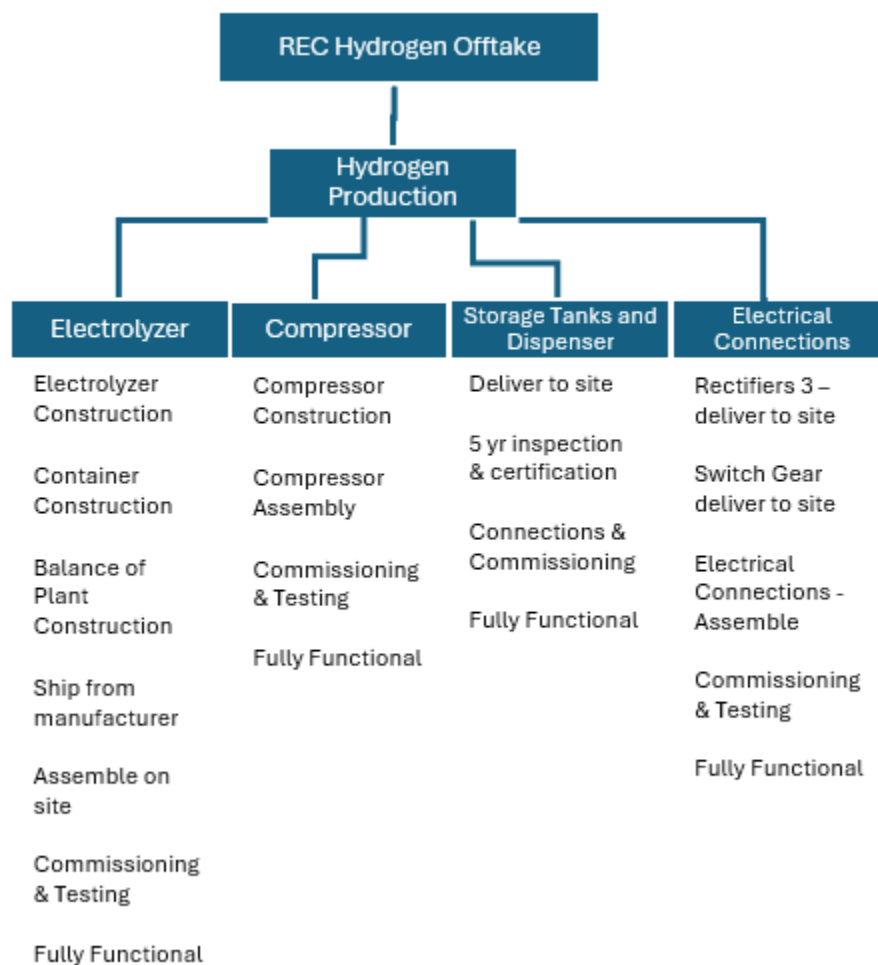 REC Hydrogen Offtake
Hydrogen
Production
Electrolyzer
Electrolyzer
Construction
Container
Construction
Balance of
Plant
Construction
Ship from
manufacturer
Assemble on
site
Commissioning
& Testing
Fully Functional
Compressor
Compressor
Construction
Compressor
Assembly
Commissioning
& Testing
Fully Functional
Storage Tanks and
Dispenser
Deliver to site
5 yr inspection
& certification
Connections &
Commissioning
Fully Functional
Electrical
Connections
Rectifiers 3 –
deliver to site
Switch Gear
deliver to site
Electrical
Connections -
Assemble
Commissioning
& Testing
Fully Functional